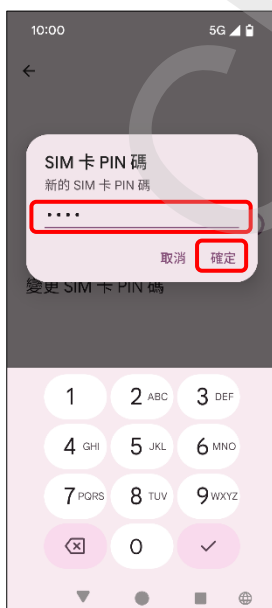 10:00 5G
SIM 卡 PIN 碼
新的 SIM 卡 PIN 碼
····
取消 確定
變更 SIM 卡 PIN 碼
1 2 ABC 3 DEF
4 GHI 5 JKL 6 MNO
7 PQRS 8 TUV 9 WXYZ
0